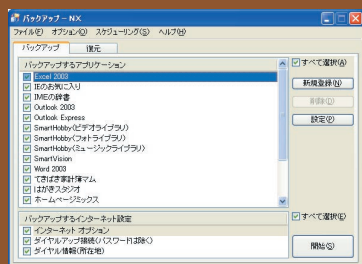 バックアップ - NX
ファイル(F) オプション(O) スケジューリング(S) ヘルプ(H)
バックアップ 復元
バックアップするアプリケーション
すべて選択(A)
Excel 2003
IEのお気に入り
IMEの辞書
Outlook 2003
Outlook Express
SmartHobby(ビデオライブラリ)
SmartHobby(フォトライブラリ)
SmartHobby(ミュージックライブラリ)
SmartVision
Word 2003
てきぱき家計簿マム
はがきスタジオ
ホームページミックス
新規登録(N)
削除(D)
設定(P)
バックアップするインターネット設定
すべて選択(A)
インターネット オプション
ダイヤルアップ接続(パスワードは除く)
ダイヤル情報(所在地)
開始(S)